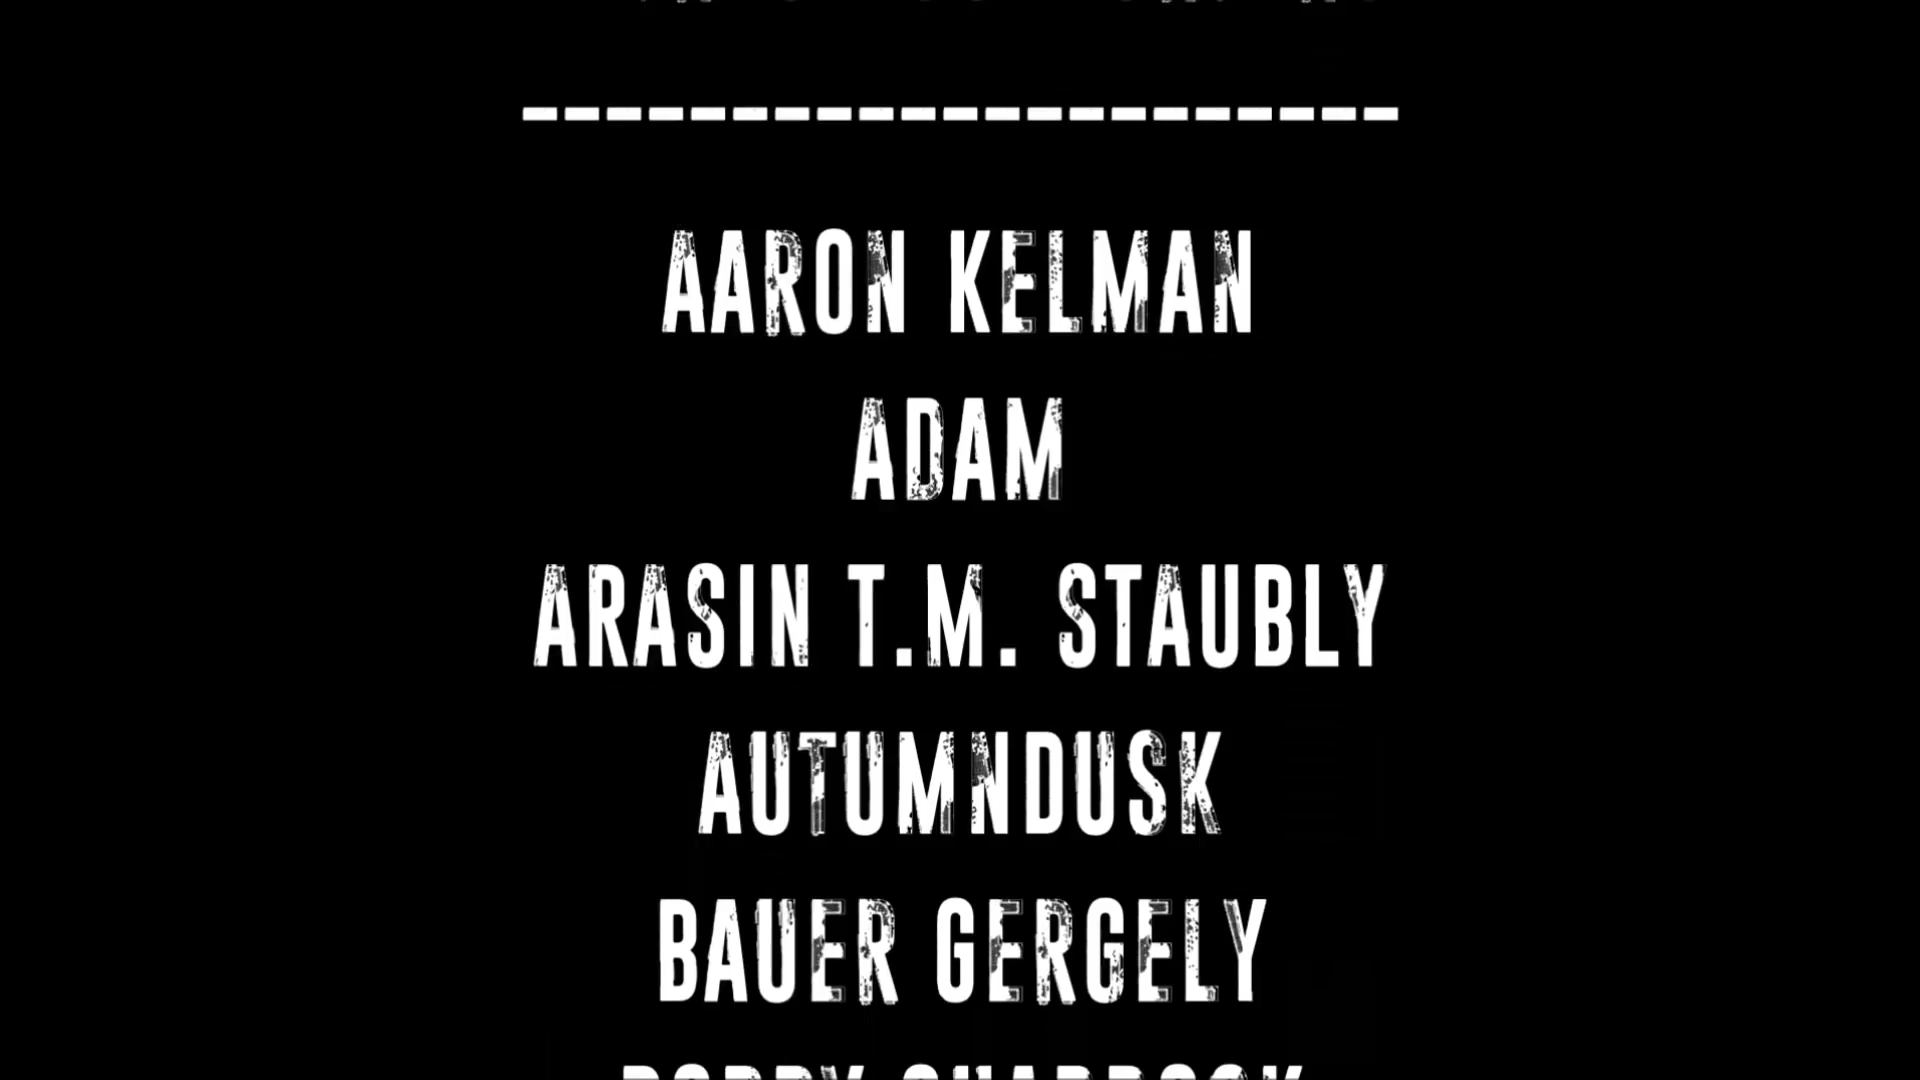 ---------------------
AARON KELMAN
ADAM
ARASIN T.M. STAUBLY
AUTUMNDUSK
BAUER GERGELY